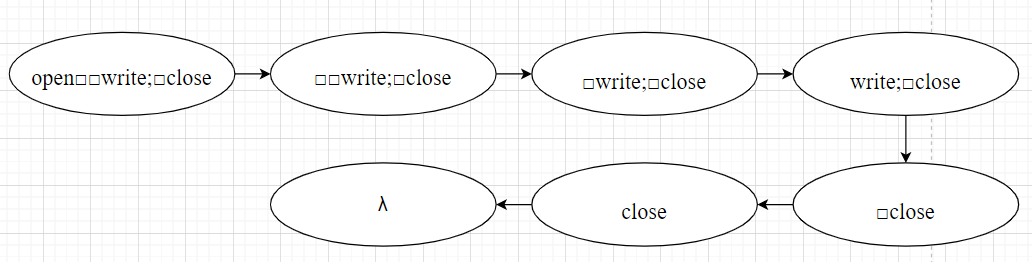 open□□write;□close
□□write;□close
□write;□close
write;□close
□close
close
λ